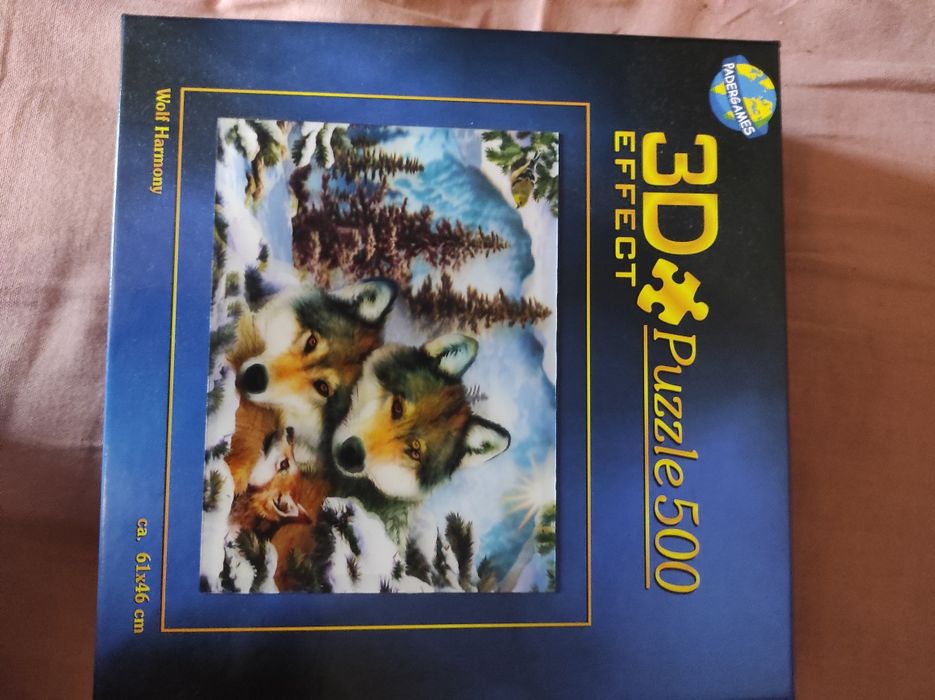 PADERGAMES
3D Puzzle 500
EFFECT
Wolf Harmony
ca. 61x46 cm